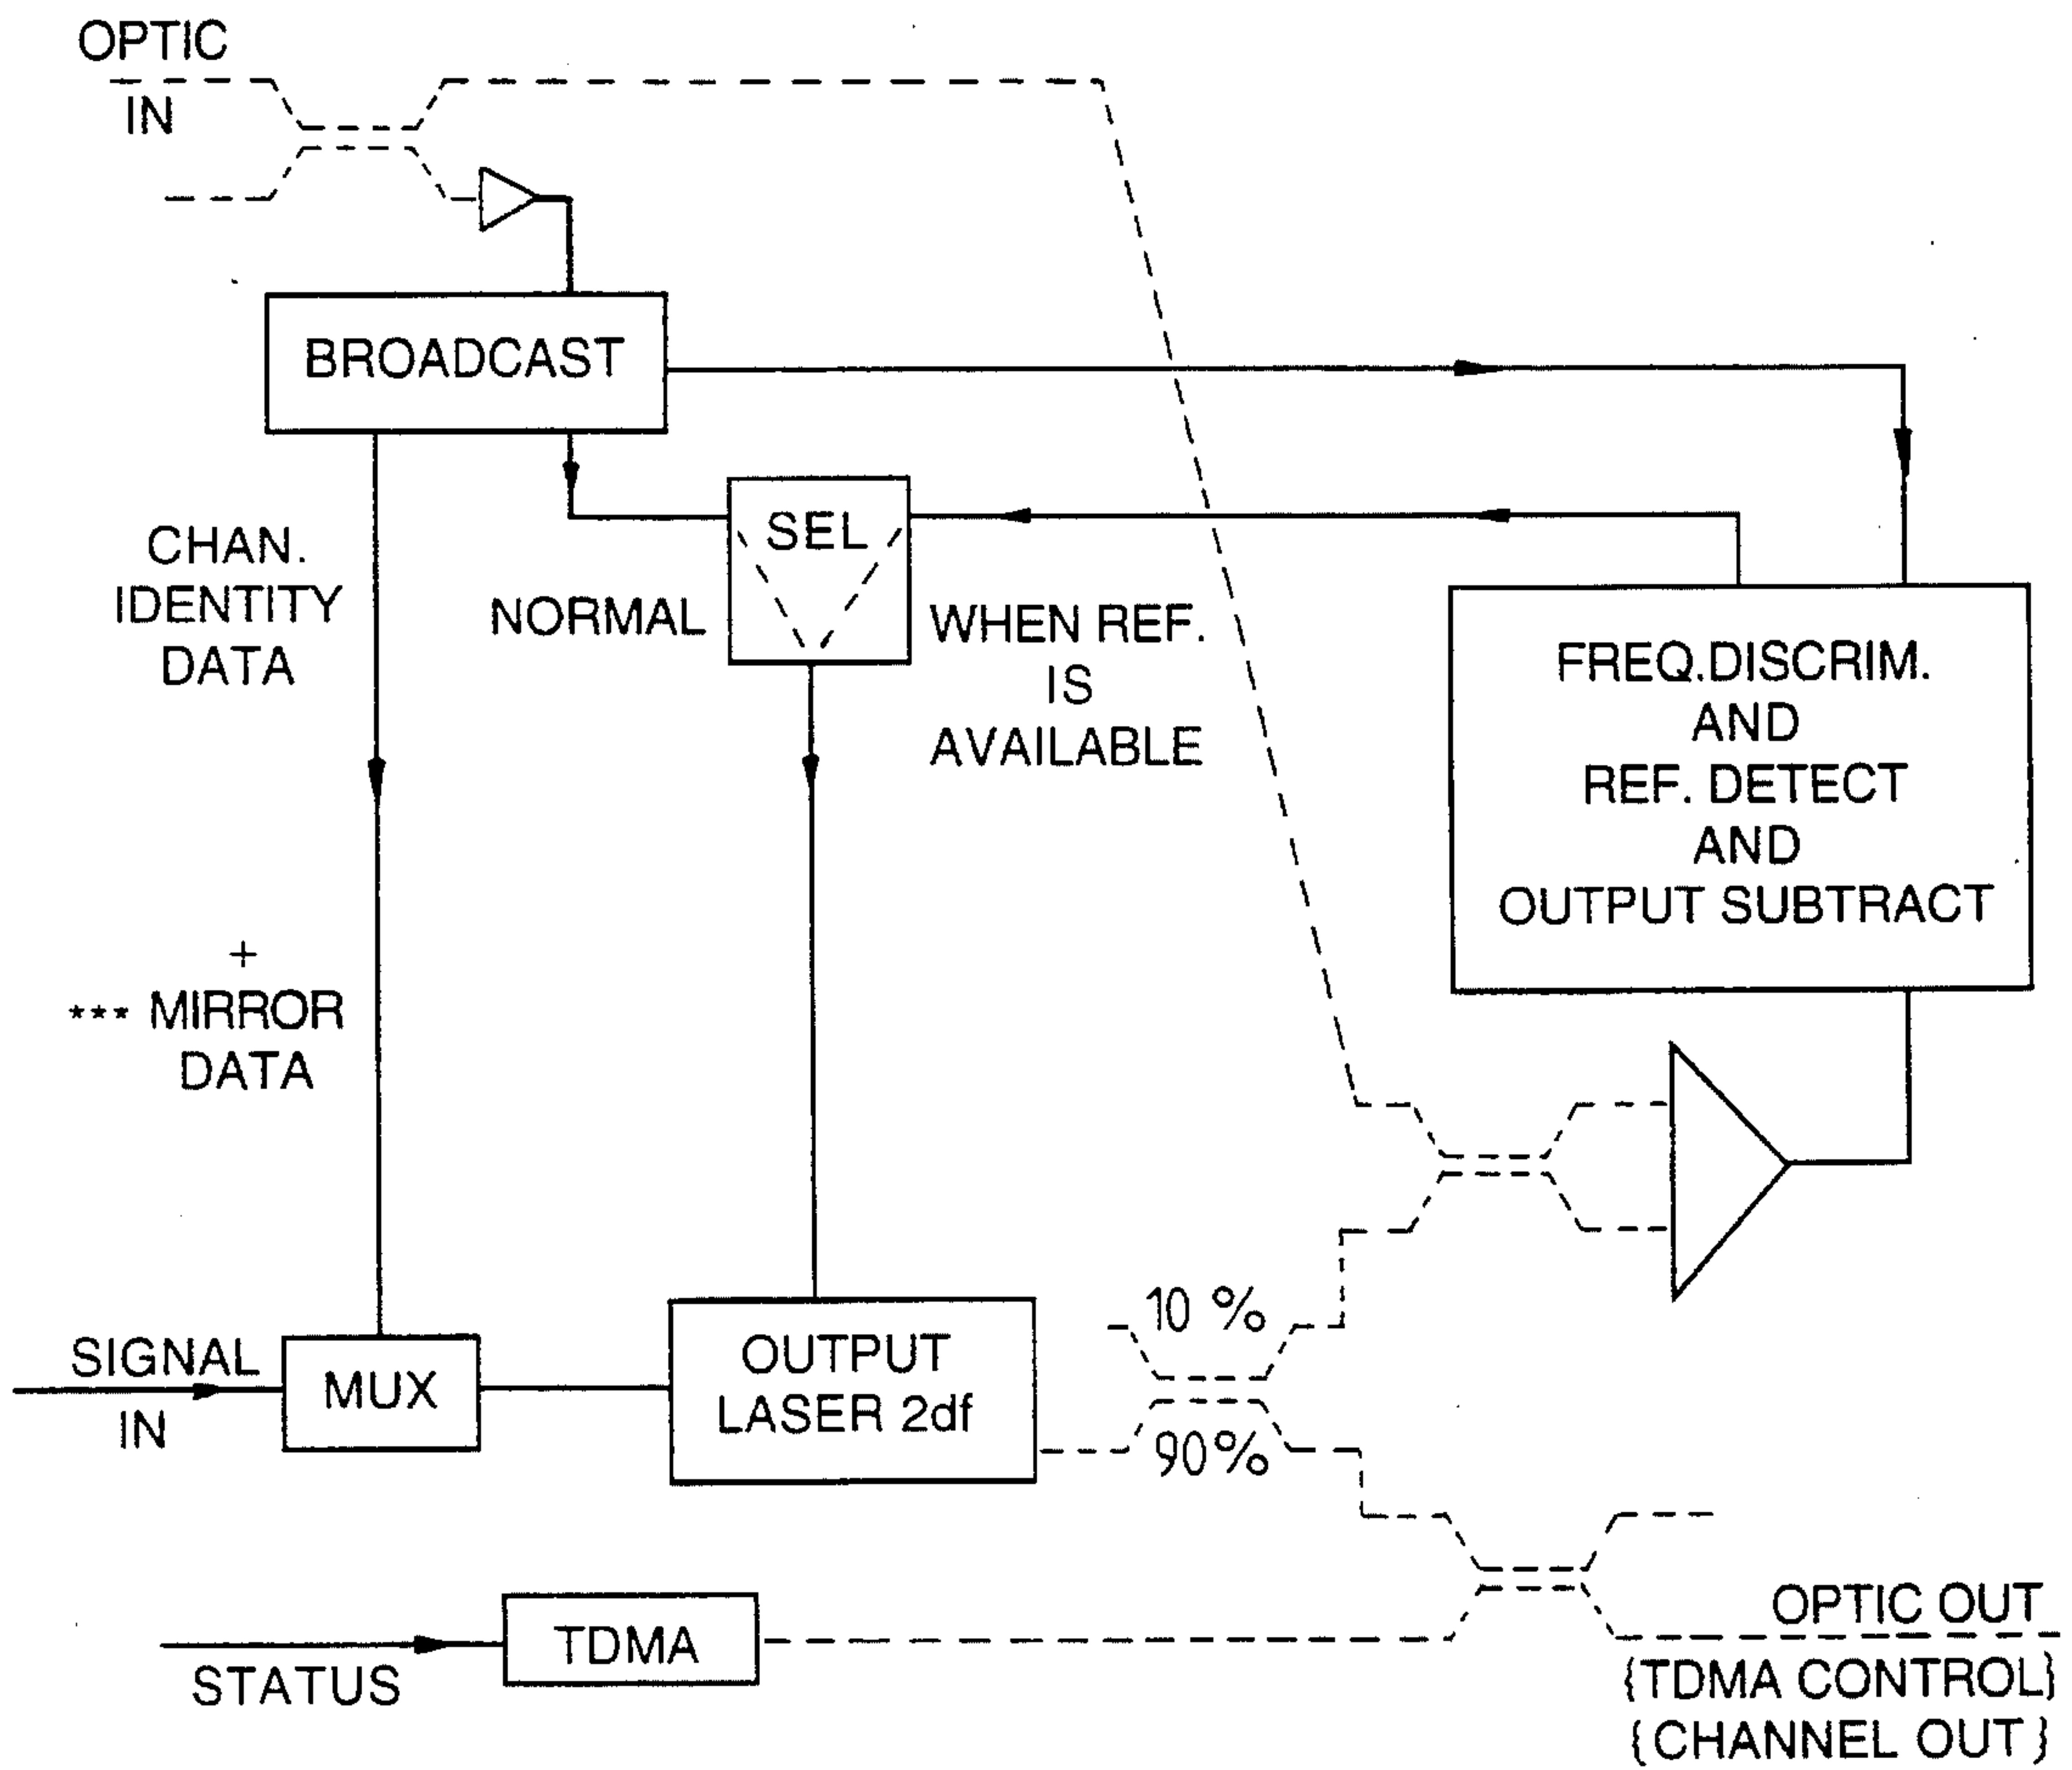 OPTIC
IN
BROADCAST
CHAN.
IDENTITY
DATA
NORMAL
SEL
WHEN REF.
IS
AVAILABLE
FREQ.DISCRIM.
AND
REF. DETECT
AND
OUTPUT SUBTRACT
+
*** MIRROR
DATA
SIGNAL
IN
MUX
OUTPUT
LASER 2df
10 %
90%
STATUS
TDMA
OPTIC OUT
{TDMA CONTROL}
{CHANNEL OUT}